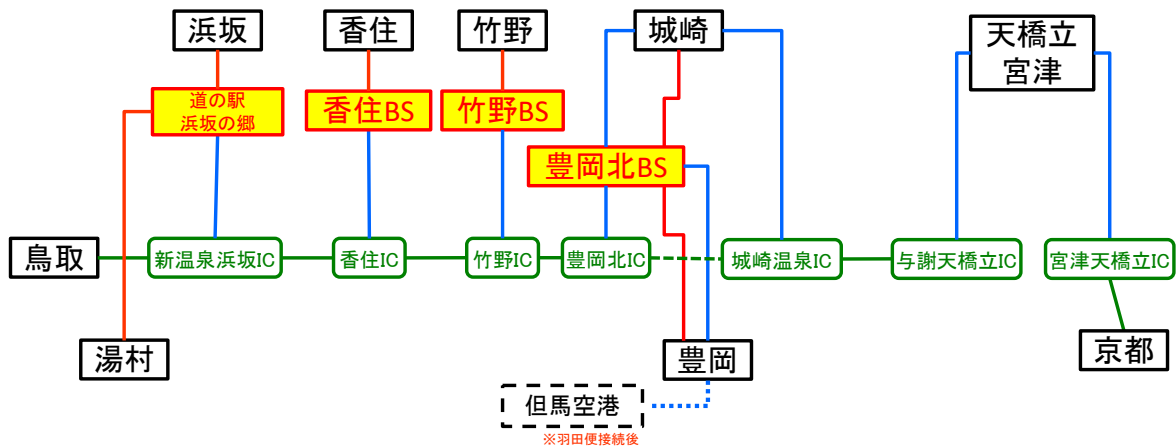 浜坂
香住
竹野
城崎
天橋立
宮津
道の駅
浜坂の郷
香住BS
竹野BS
豊岡北BS
鳥取
新温泉浜坂IC
香住IC
竹野IC
豊岡北IC
城崎温泉IC
与謝天橋立IC
宮津天橋立IC
湯村
豊岡
京都
但馬空港
※羽田便接続後